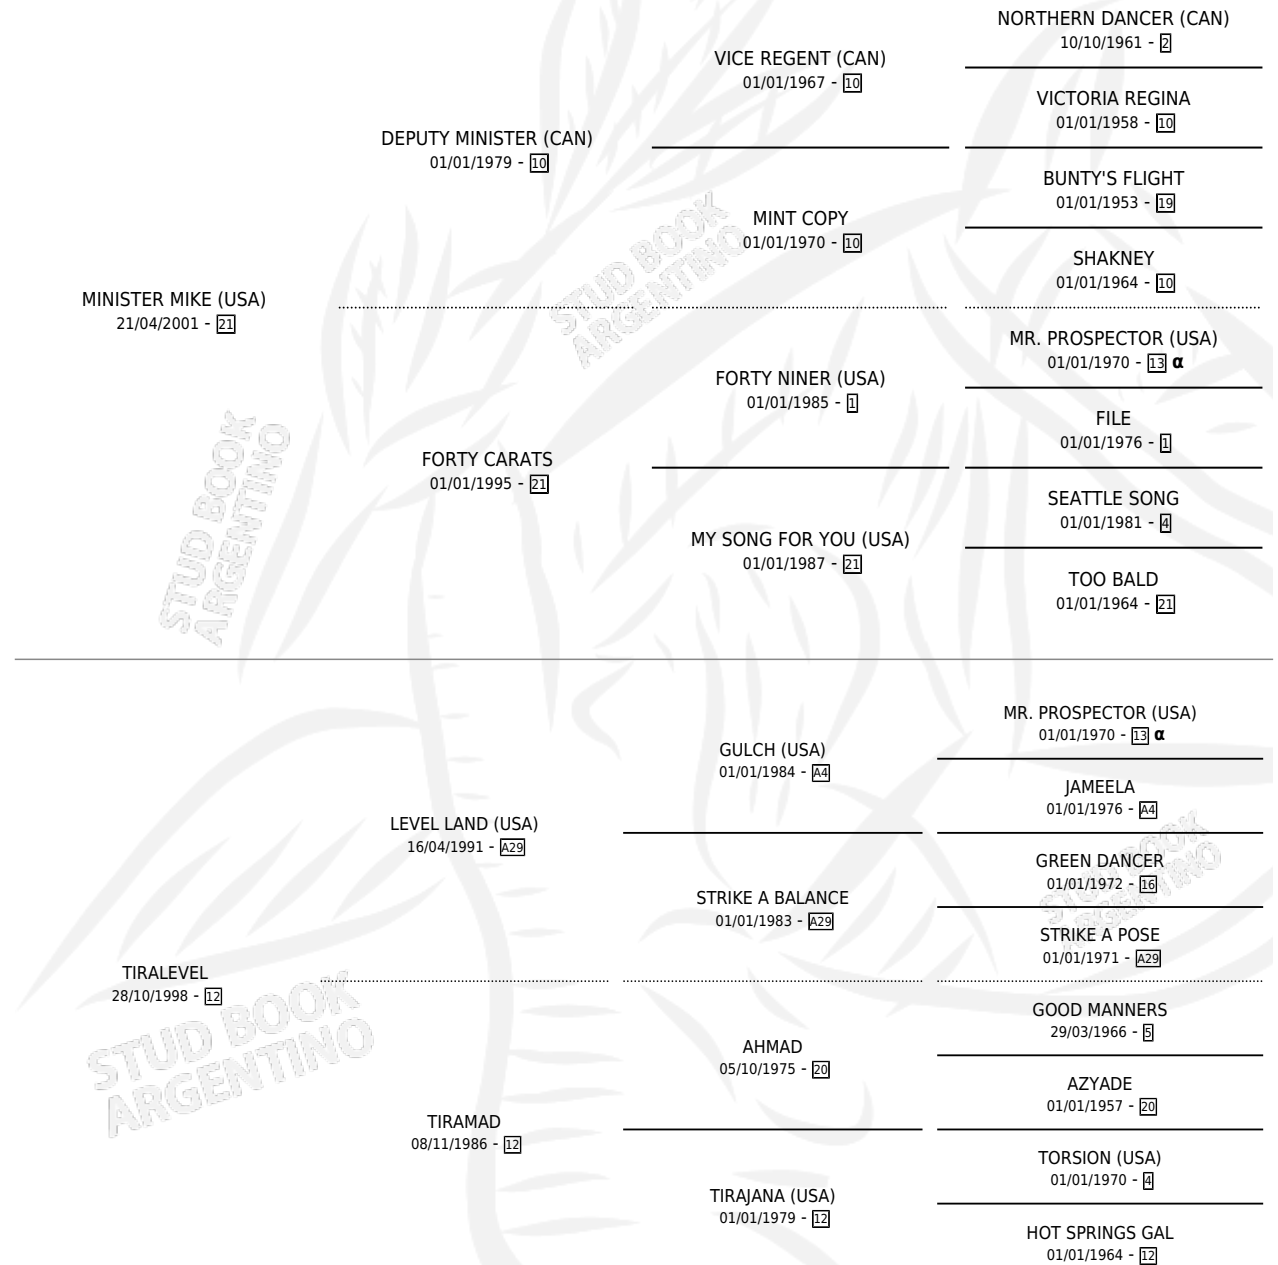 NORTHERN DANCER (CAN)
10/10/1961 - 2
VICE REGENT (CAN)
01/01/1967 - 10
VICTORIA REGINA
01/01/1958 - 10
DEPUTY MINISTER (CAN)
01/01/1979 - 10
BUNTY'S FLIGHT
01/01/1953 - 19
MINT COPY
01/01/1970 - 10
SHAKNEY
01/01/1964 - 10
MINISTER MIKE (USA)
21/04/2001 - 21
MR. PROSPECTOR (USA)
01/01/1970 - 13 α
FORTY NINER (USA)
01/01/1985 - 1
FILE
01/01/1976 - 1
FORTY CARATS
01/01/1995 - 21
SEATTLE SONG
01/01/1981 - 4
MY SONG FOR YOU (USA)
01/01/1987 - 21
TOO BALD
01/01/1964 - 21
MR. PROSPECTOR (USA)
01/01/1970 - 13 α
GULCH (USA)
01/01/1984 - A4
JAMEELA
01/01/1976 - A4
LEVEL LAND (USA)
16/04/1991 - A29
GREEN DANCER
01/01/1972 - 16
STRIKE A BALANCE
01/01/1983 - A29
STRIKE A POSE
01/01/1971 - A29
TIRALEVEL
28/10/1998 - 12
GOOD MANNERS
29/03/1966 - 5
AHMAD
05/10/1975 - 20
AZYADE
01/01/1957 - 20
TIRAMAD
08/11/1986 - 12
TORSION (USA)
01/01/1970 - 4
TIRAJANA (USA)
01/01/1979 - 12
HOT SPRINGS GAL
01/01/1964 - 12
STUD BOOK
ARGENTINO
STUD BOOK
ARGENTINO
STUD BOOK
ARGENTINO
STUD BOOK
ARGENTINO